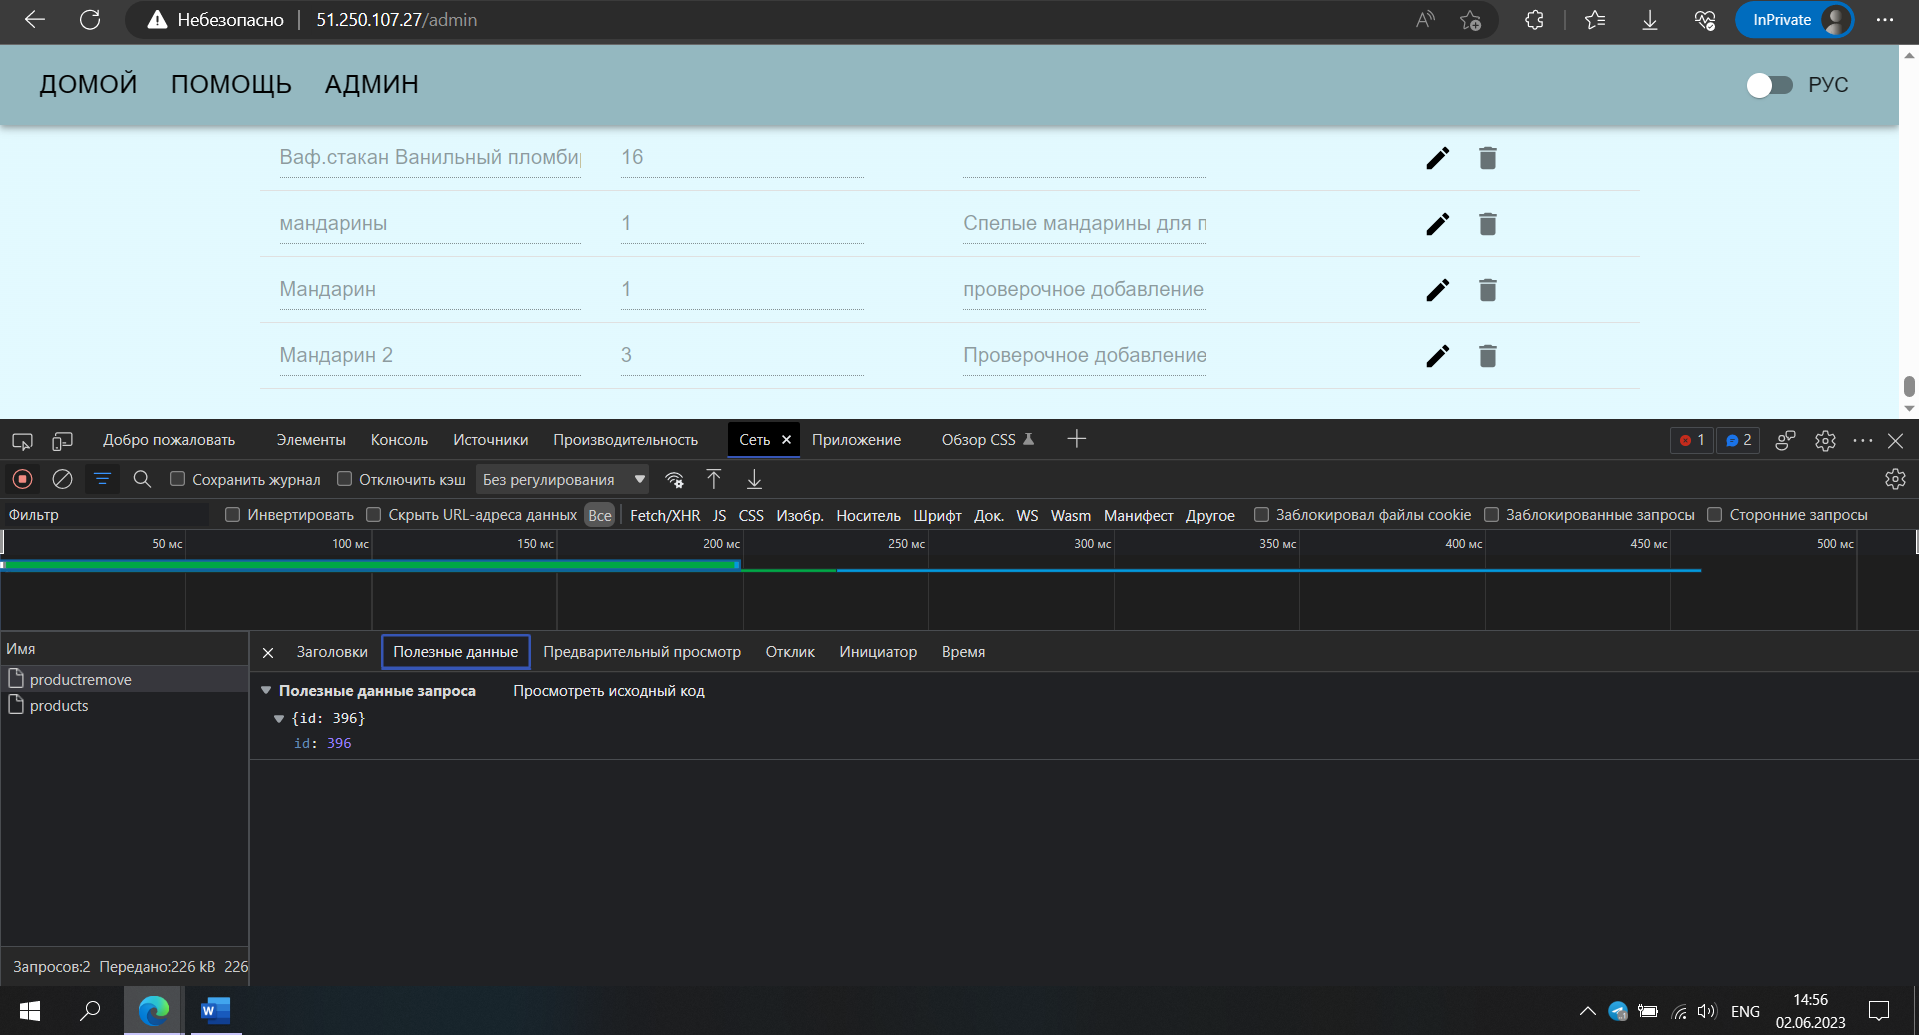 Небезопасно 51.250.107.27/admin InPrivate
ДОМОЙ ПОМОЩЬ АДМИН РУС
Ваф.стакан Ванильный пломби 16
мандарины 1 Спелые мандарины для п
Мандарин 1 проверочное добавление
Мандарин 2 3 Проверочное добавление
Добро пожаловать Элементы Консоль Источники Производительность Сеть Приложение Обзор CSS 1 2
Сохранить журнал Отключить кэш Без регулирования
Фильтр Инвертировать Скрыть URL-адреса данных Все Fetch/XHR JS CSS Изобр. Носитель Шрифт Док. WS Wasm Манифест Другое Заблокировал файлы cookie Заблокированные запросы Сторонние запросы
50 мс 100 мс 150 мс 200 мс 250 мс 300 мс 350 мс 400 мс 450 мс 500 мс
Имя Заголовки Полезные данные Предварительный просмотр Отклик Инициатор Время
productremove Полезные данные запроса Просмотреть исходный код
products {id: 396}
id: 396
Запросов:2 Передано:226 kB 226
W ENG 14:56
02.06.2023